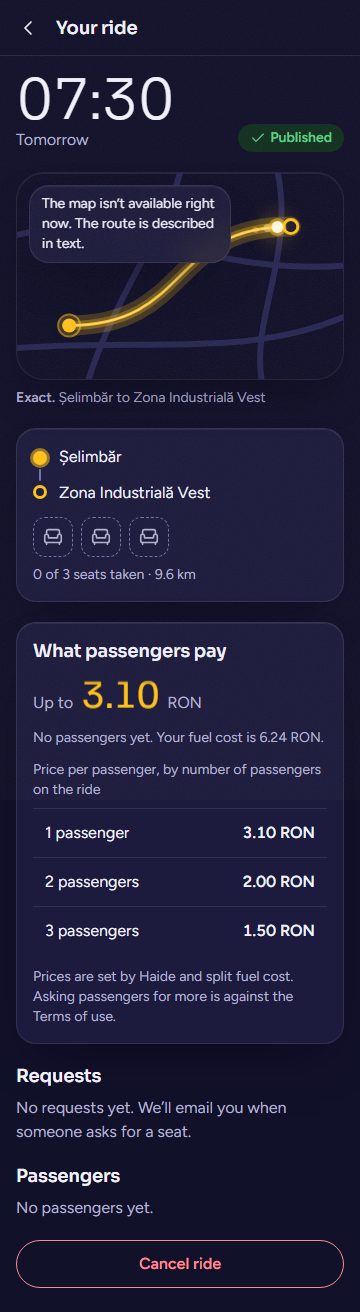 Your ride
07:30
Tomorrow
Published
The map isn’t available right
now. The route is described
in text.
Exact. Șelimbăr to Zona Industrială Vest
Șelimbăr
Zona Industrială Vest
0 of 3 seats taken · 9.6 km
What passengers pay
Up to 3.10 RON
No passengers yet. Your fuel cost is 6.24 RON.
Price per passenger, by number of passengers
on the ride
1 passenger 3.10 RON
2 passengers 2.00 RON
3 passengers 1.50 RON
Prices are set by Haide and split fuel cost.
Asking passengers for more is against the
Terms of use.
Requests
No requests yet. We’ll email you when
someone asks for a seat.
Passengers
No passengers yet.
Cancel ride